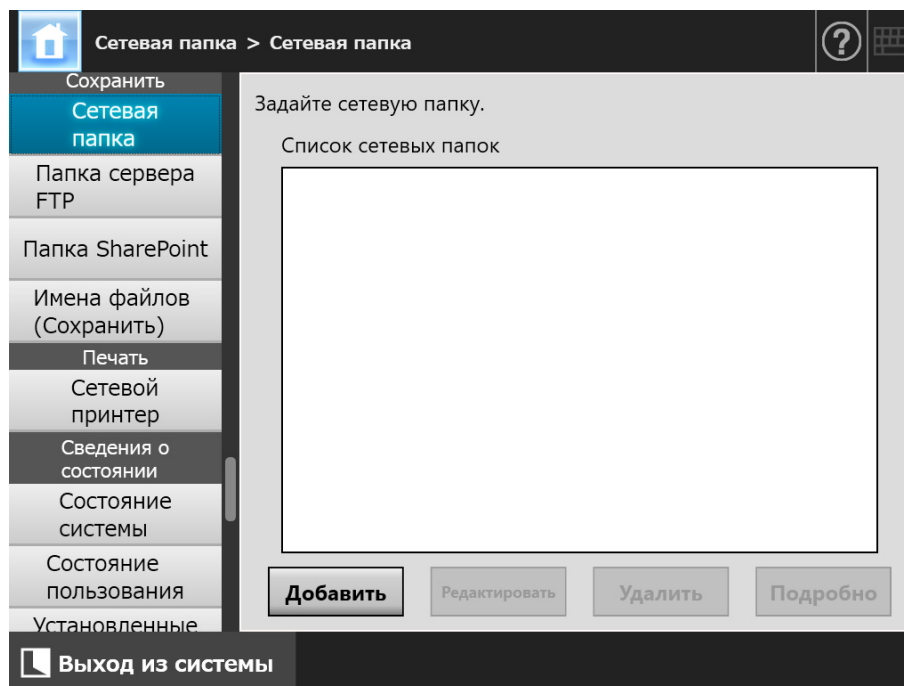 Сетевая папка > Сетевая папка
Сохранить
Сетевая
папка
Папка сервера
FTP
Папка SharePoint
Имена файлов
(Сохранить)
Печать
Сетевой
принтер
Сведения о
состоянии
Состояние
системы
Состояние
пользования
Установленные
Задайте сетевую папку.
Список сетевых папок
Добавить
Редактировать
Удалить
Подробно
Выход из системы